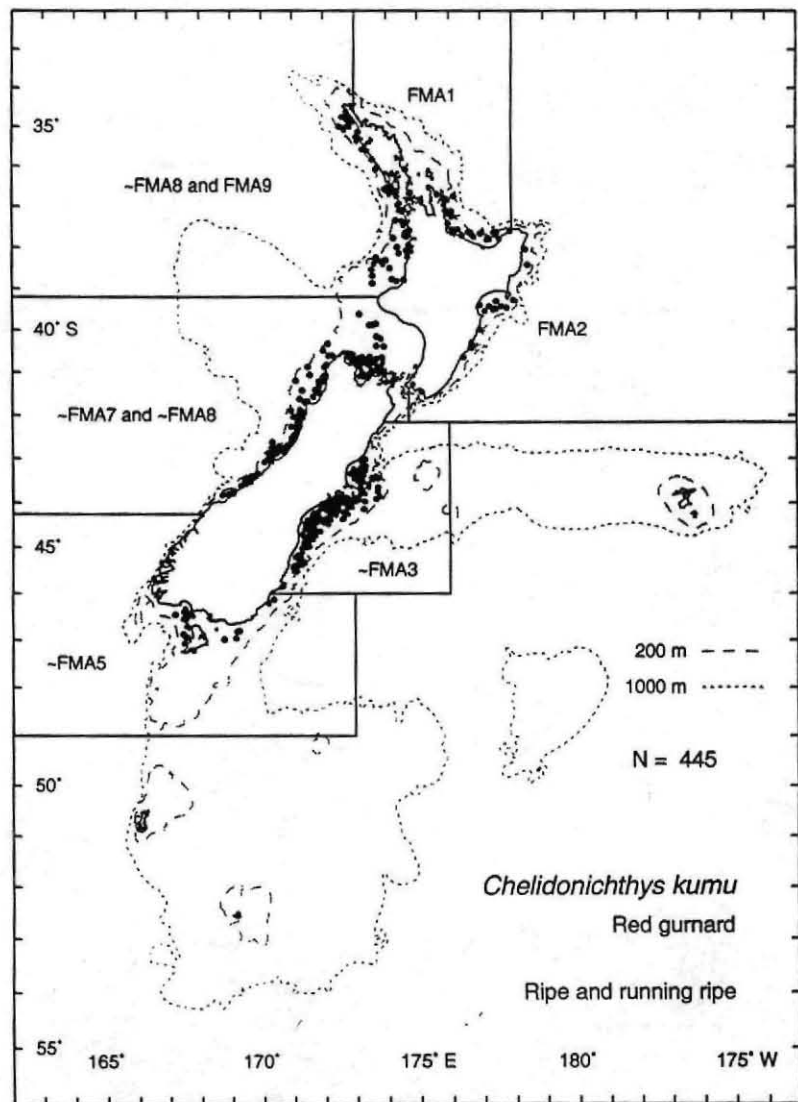 FMA1
35°
~FMA8 and FMA9
40° S
FMA2
~FMA7 and ~FMA8
45°
~FMA3
200 m
~FMA5
1000 m
N = 445
50°
Chelidonichthys kumu
Red gurnard
Ripe and running ripe
55°
165° 170° 175° E 180° 175° W